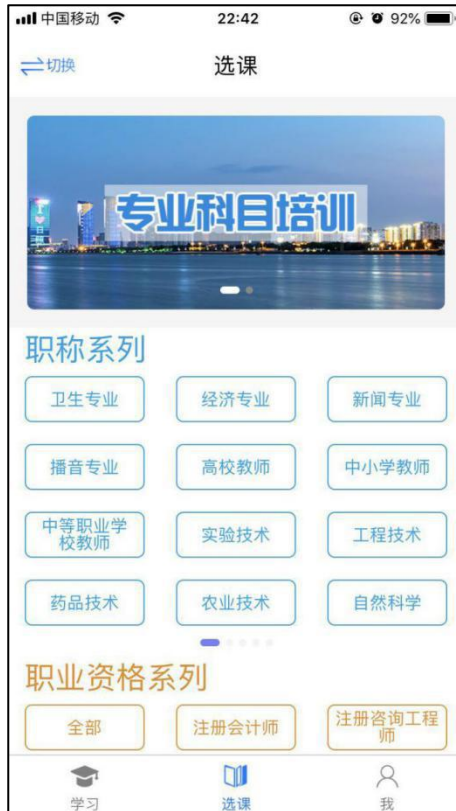 中国移动 22:42 92%
切换 选课
专业科目培训
职称系列
卫生专业 经济专业 新闻专业
播音专业 高校教师 中小学教师
中等职业学
校教师 实验技术 工程技术
药品技术 农业技术 自然科学
职业资格系列
全部 注册会计师 注册咨询工程
师
学习 选课 我